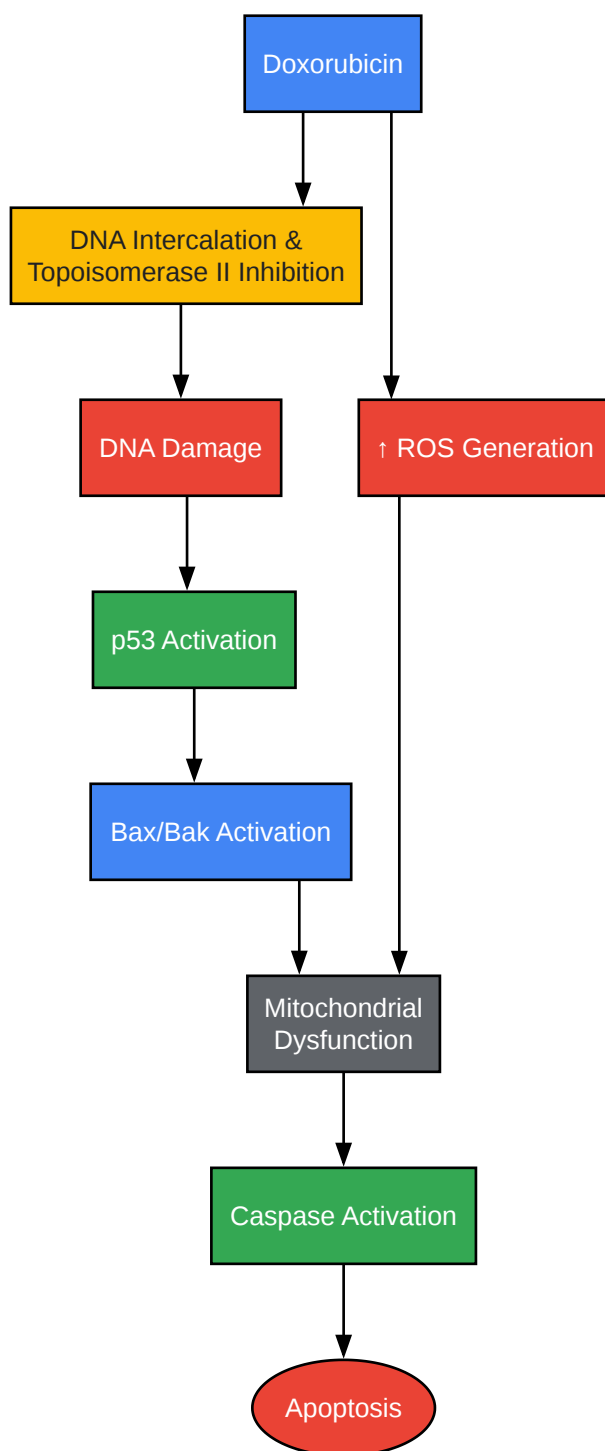 Doxorubicin
DNA Intercalation &
Topoisomerase II Inhibition
DNA Damage
↑ ROS Generation
p53 Activation
Bax/Bak Activation
Mitochondrial
Dysfunction
Caspase Activation
Apoptosis